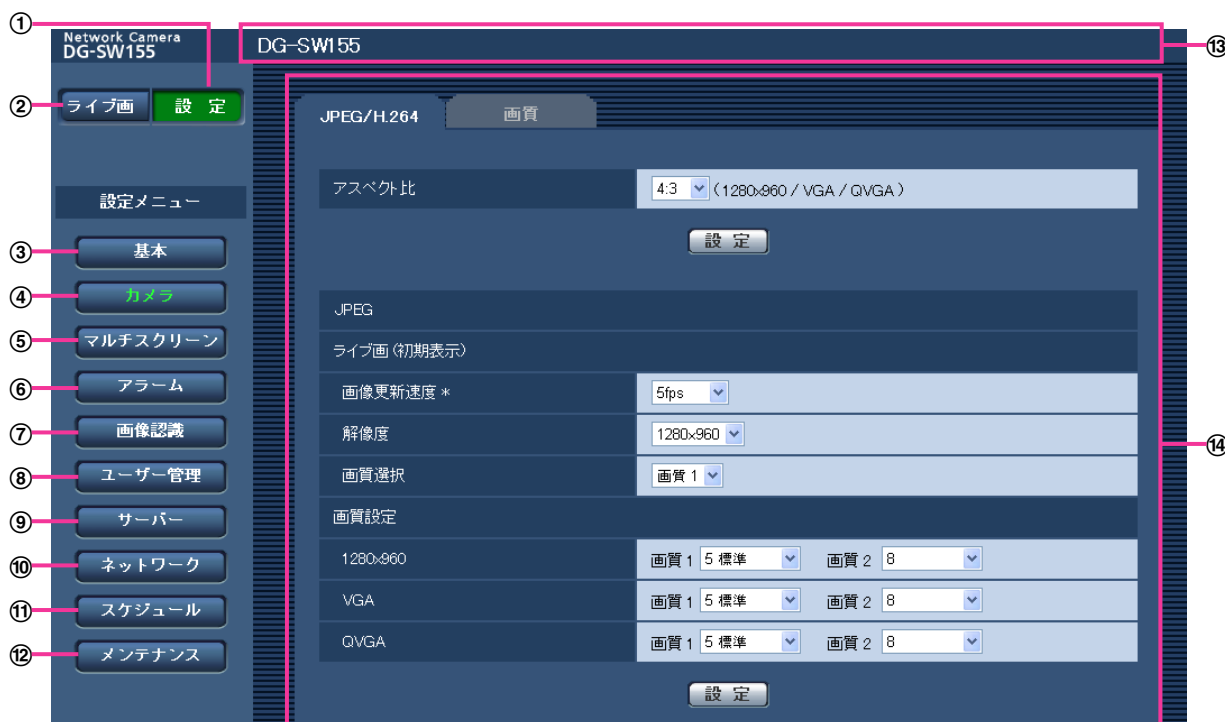 ①
Network Camera
DG-SW155
DG-SW155
⑬
② ライブ画 設 定
JPEG/H.264 画質
設定メニュー
アスペクト比 4:3 (1280x960 / VGA / QVGA)
設 定
③ 基本
④ カメラ
⑤ マルチスクリーン
⑥ アラーム
⑦ 画像認識
⑧ ユーザー管理
⑨ サーバー
⑩ ネットワーク
⑪ スケジュール
⑫ メンテナンス
JPEG
ライブ画(初期表示)
画像更新速度 * 5fps
解像度 1280x960
⑭
画質選択 画質 1
画質設定
1280x960 画質 1 5 標準 画質 2 8
VGA 画質 1 5 標準 画質 2 8
QVGA 画質 1 5 標準 画質 2 8
設 定